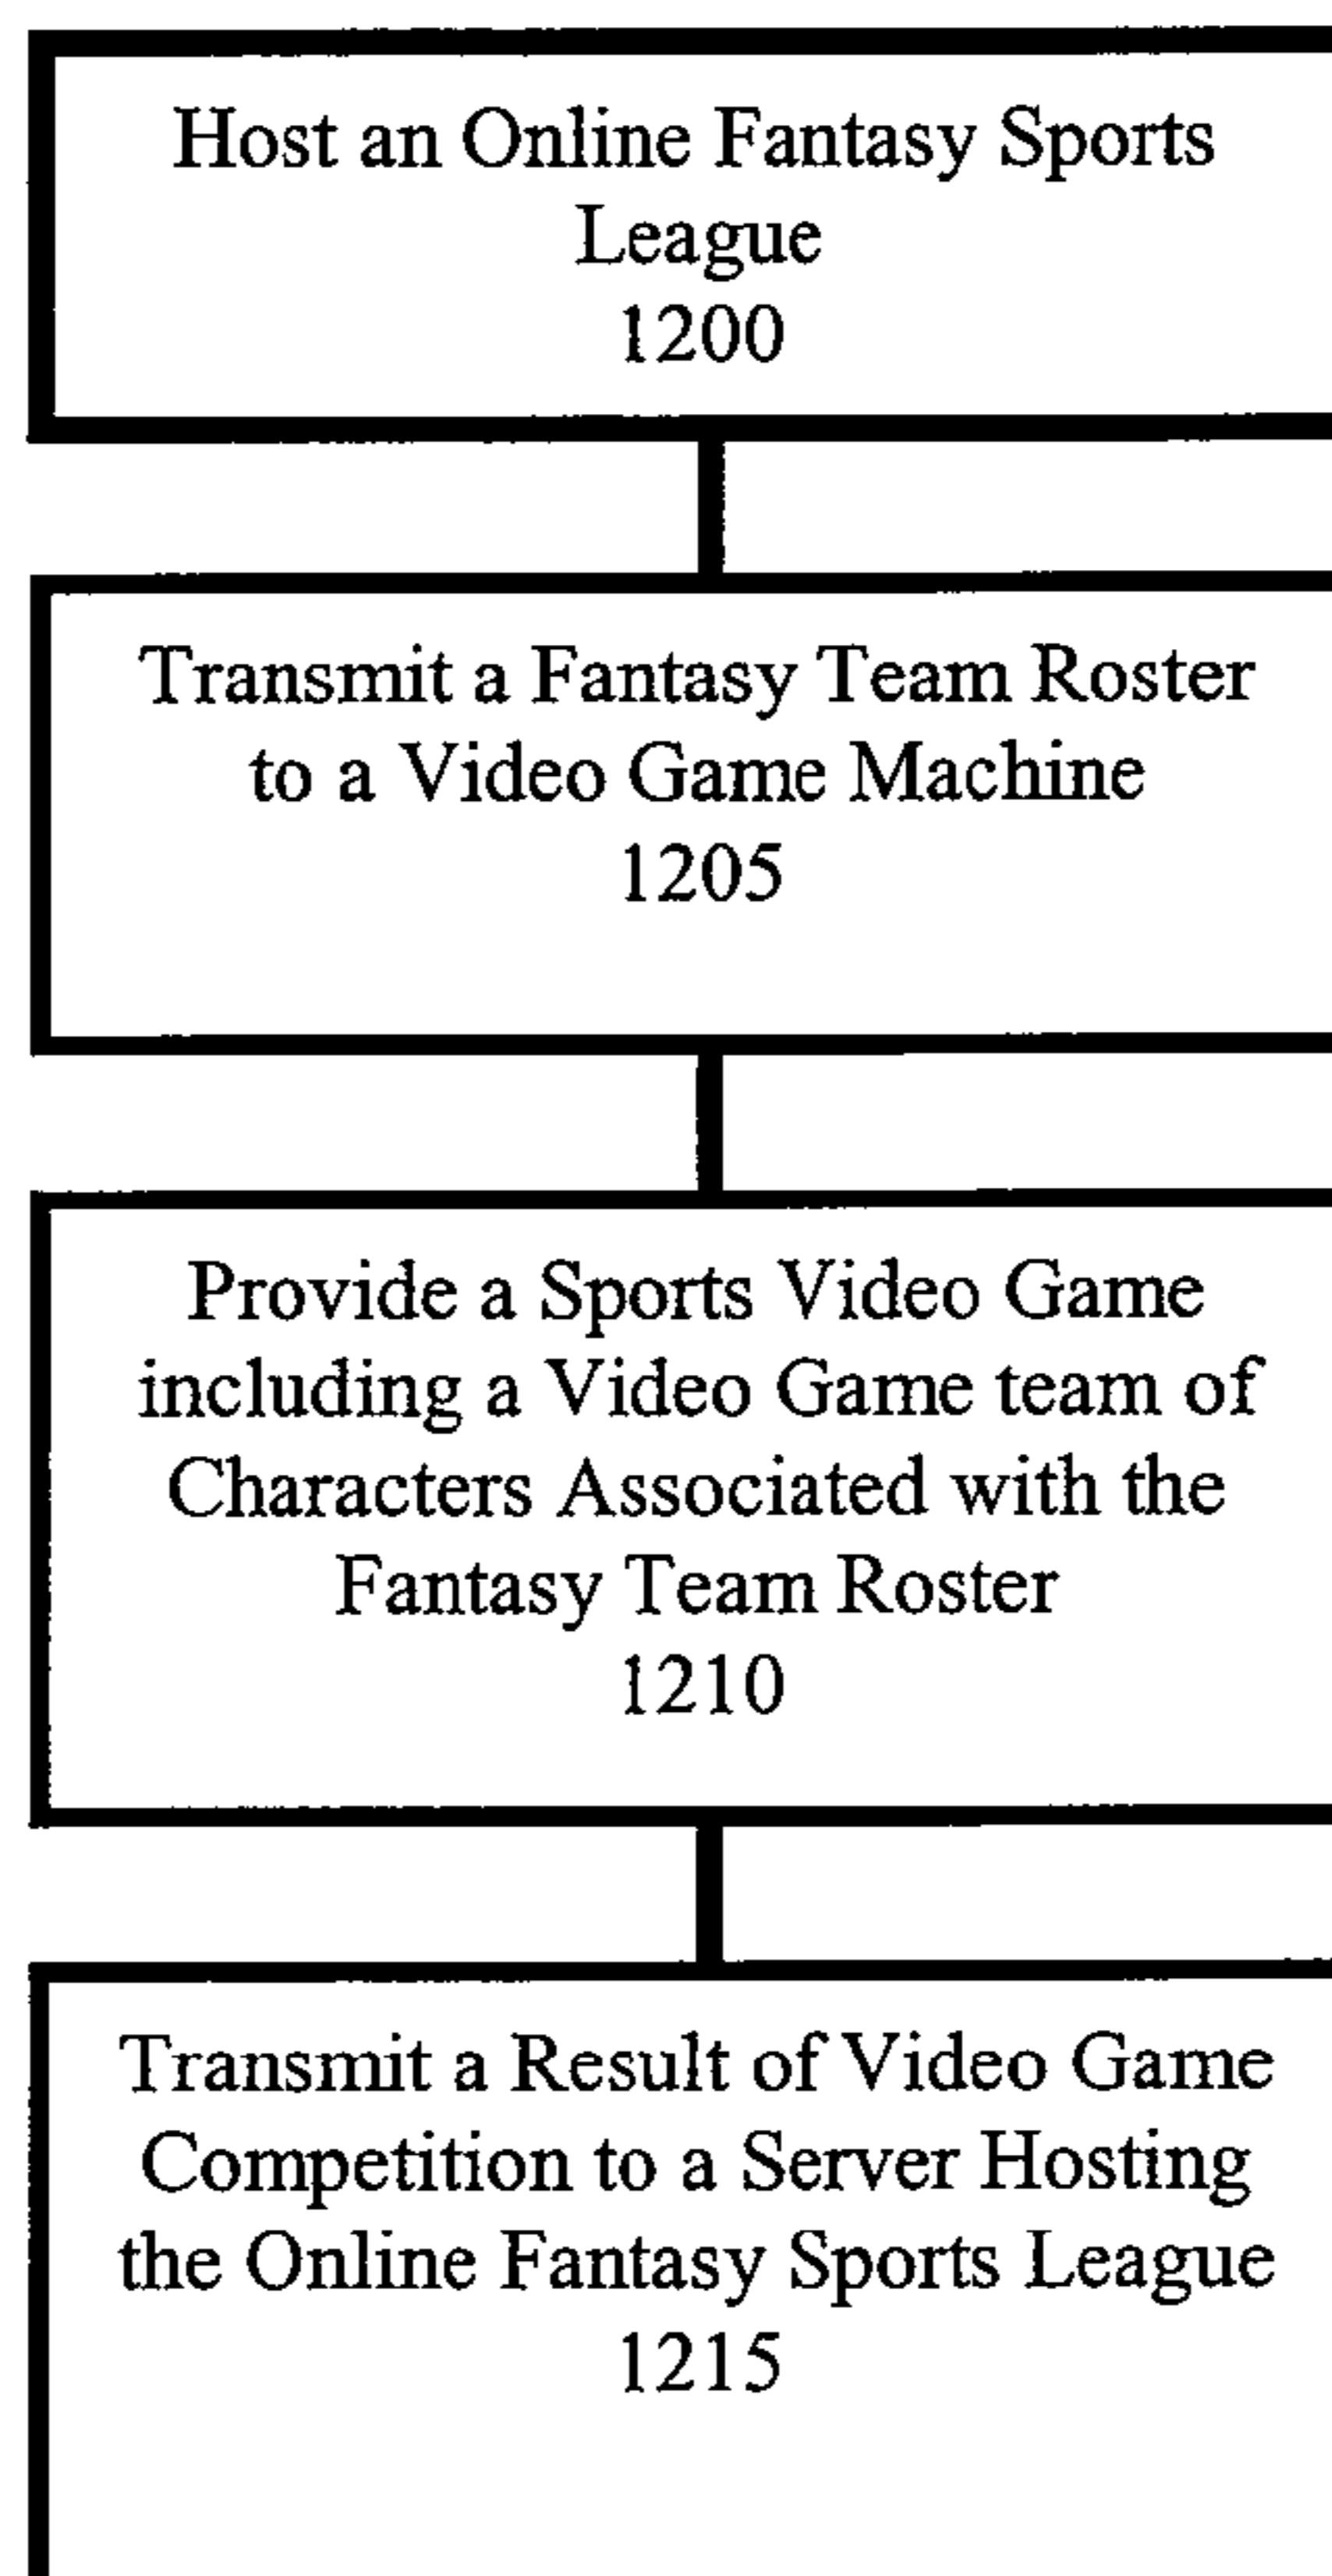 Host an Online Fantasy Sports
League
1200
Transmit a Fantasy Team Roster
to a Video Game Machine
1205
Provide a Sports Video Game
including a Video Game team of
Characters Associated with the
Fantasy Team Roster
1210
Transmit a Result of Video Game
Competition to a Server Hosting
the Online Fantasy Sports League
1215